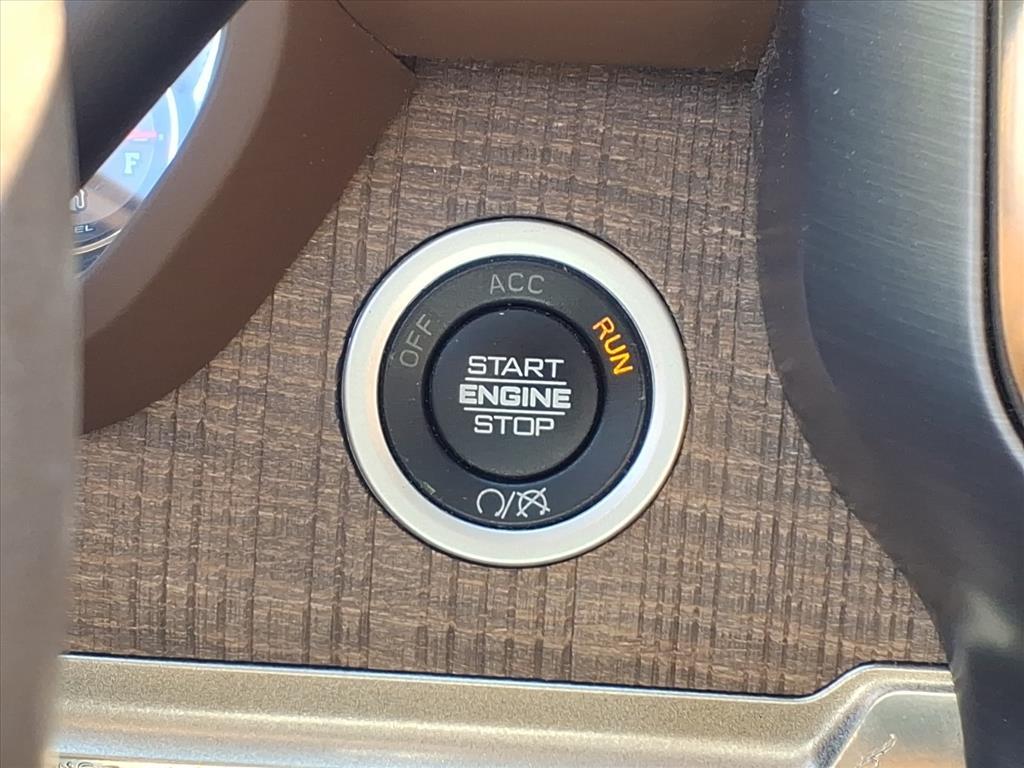 F
ACC
OFF
RUN
START
ENGINE
STOP